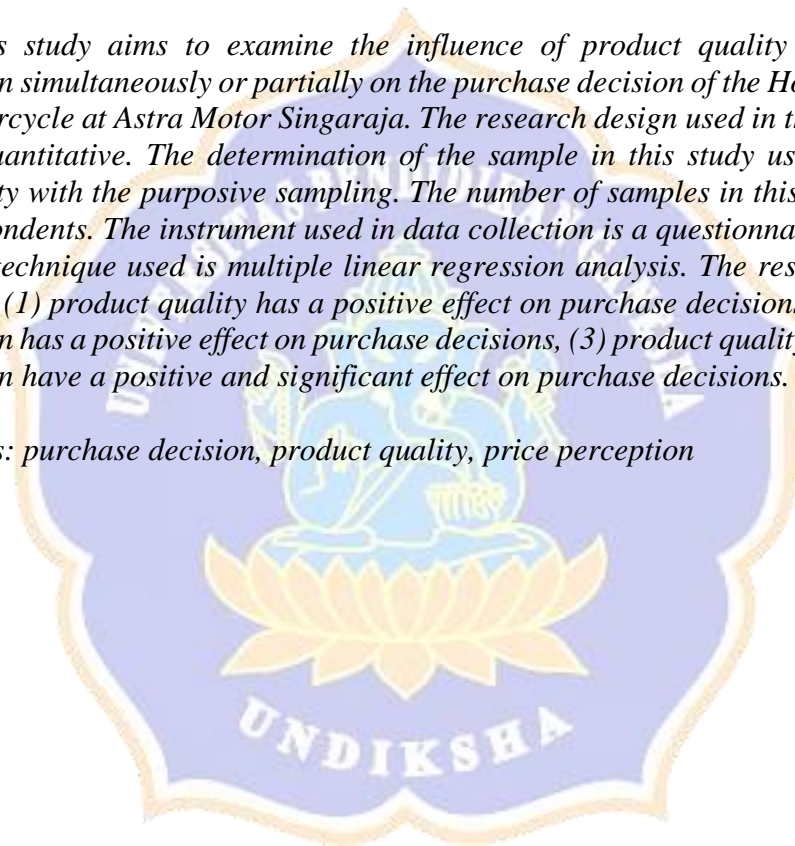 s study aims to examine the influence of product quality
n simultaneously or partially on the purchase decision of the Ho
rcycle at Astra Motor Singaraja. The research design used in th
uantitative. The determination of the sample in this study us
ty with the purposive sampling. The number of samples in this
ondents. The instrument used in data collection is a questionna
technique used is multiple linear regression analysis. The res
(1) product quality has a positive effect on purchase decision
n has a positive effect on purchase decisions, (3) product quality
n have a positive and significant effect on purchase decisions.
s: purchase decision, product quality, price perception
UNIVERSITAS PENDIDIKAN GANESHA
UNDIKSHA